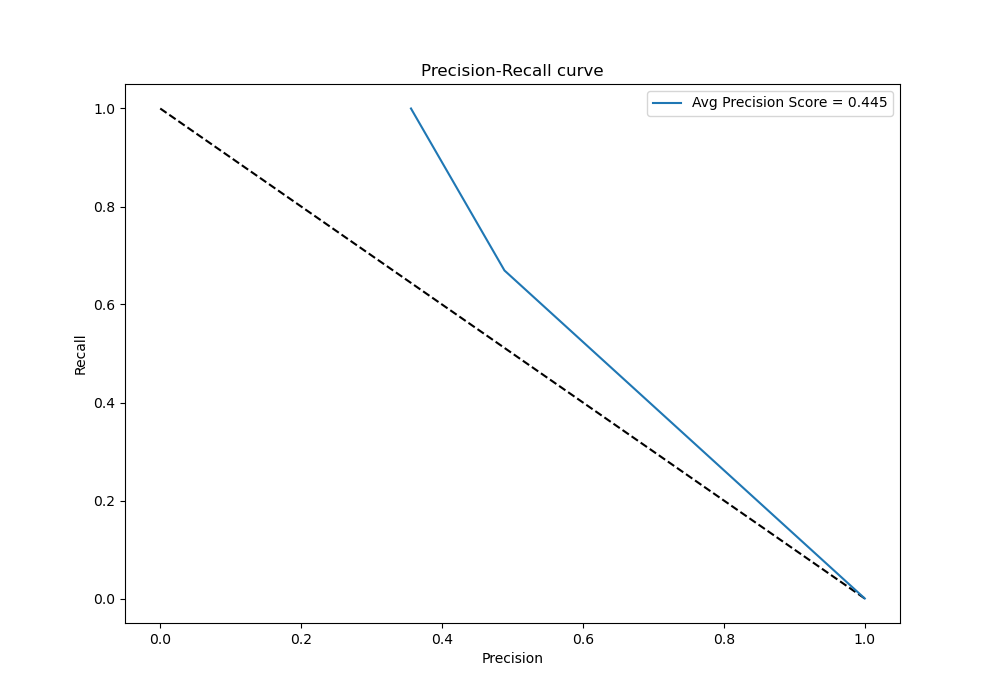 Precision-Recall curve
Avg Precision Score = 0.445
1.0
0.8
0.6
0.4
0.2
0.0
Recall
0.0 0.2 0.4 0.6 0.8 1.0
Precision